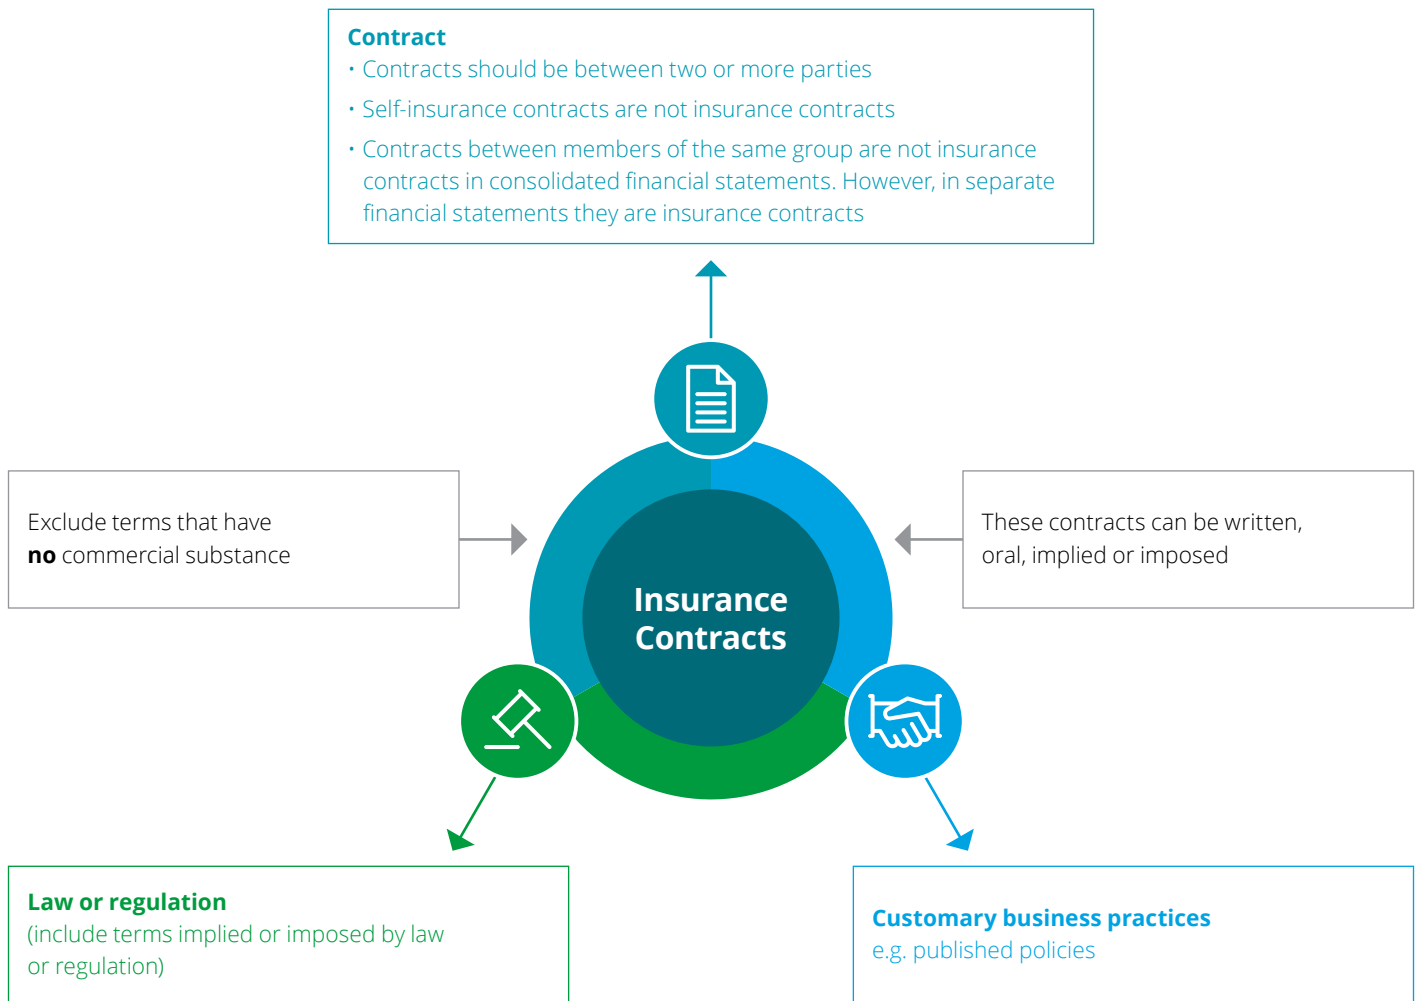 Contract
• Contracts should be between two or more parties
• Self-insurance contracts are not insurance contracts
• Contracts between members of the same group are not insurance
contracts in consolidated financial statements. However, in separate
financial statements they are insurance contracts
Exclude terms that have
no commercial substance
These contracts can be written,
oral, implied or imposed
Insurance
Contracts
Law or regulation
(include terms implied or imposed by law
or regulation)
Customary business practices
e.g. published policies